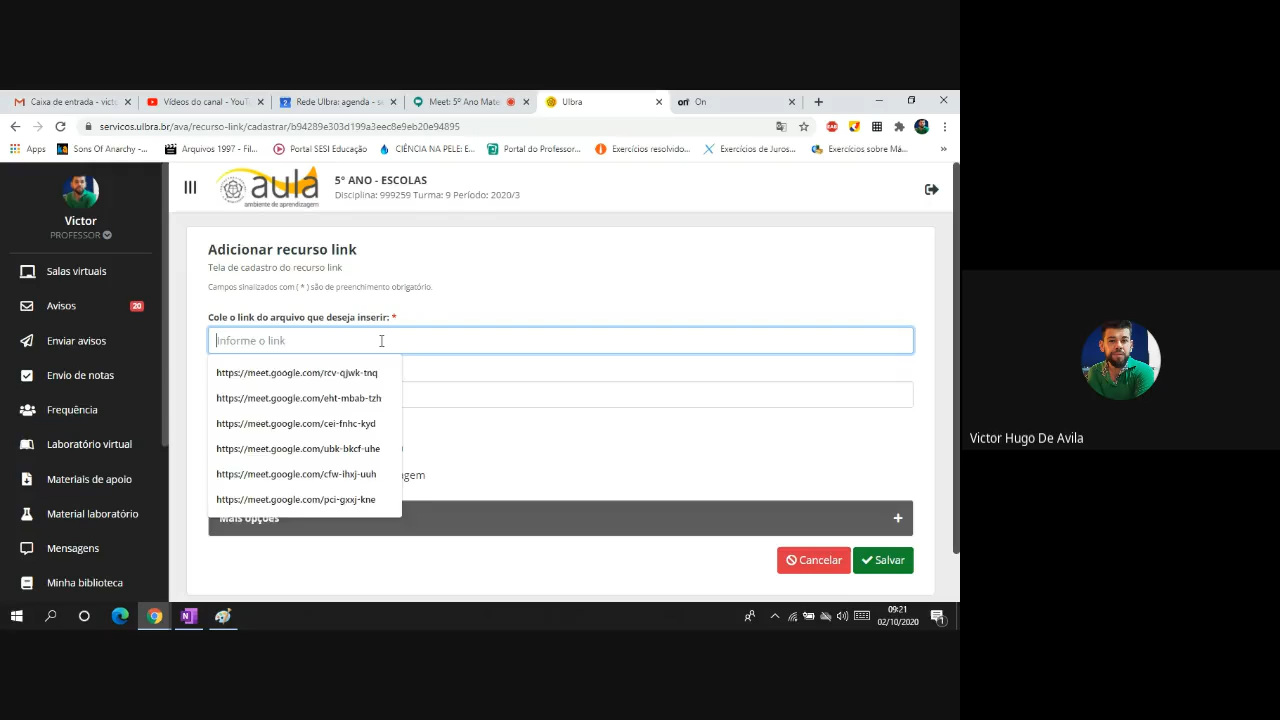 Caixa de entrada - victo
Vídeos do canal - YouTu
Rede Ulbra: agenda - se
Meet: 5º Ano Mate
Ulbra
On
servicos.ulbra.br/ava/recurso-link/cadastrar/b94289e303d199a3eec8e9eb20e94895
Apps
Sons Of Anarchy -...
Arquivos 1997 - Fil...
Portal SESI Educação
CIÊNCIA NA PELE: E...
Portal do Professor...
Exercícios resolvido...
Exercícios de Juros...
Exercícios sobre Má...
»
Victor
PROFESSOR
Salas virtuais
Avisos
20
Enviar avisos
Envio de notas
Frequência
Laboratório virtual
Materiais de apoio
Material laboratório
Mensagens
Minha biblioteca
aula
ambiente de aprendizagem
5º ANO - ESCOLAS
Disciplina: 999259 Turma: 9 Período: 2020/3
Adicionar recurso link
Tela de cadastro do recurso link
Campos sinalizados com ( * ) são de preenchimento obrigatório.
Cole o link do arquivo que deseja inserir: *
Informe o link
https://meet.google.com/rcv-qjwk-tnq
https://meet.google.com/eht-mbab-tzh
https://meet.google.com/cei-fnhc-kyd
https://meet.google.com/ubk-bkcf-uhe
https://meet.google.com/cfw-ihxj-uuh
https://meet.google.com/pci-gxxj-kne
agem
Mais opções
Cancelar
Salvar
09:21
02/10/2020
Victor Hugo De Avila